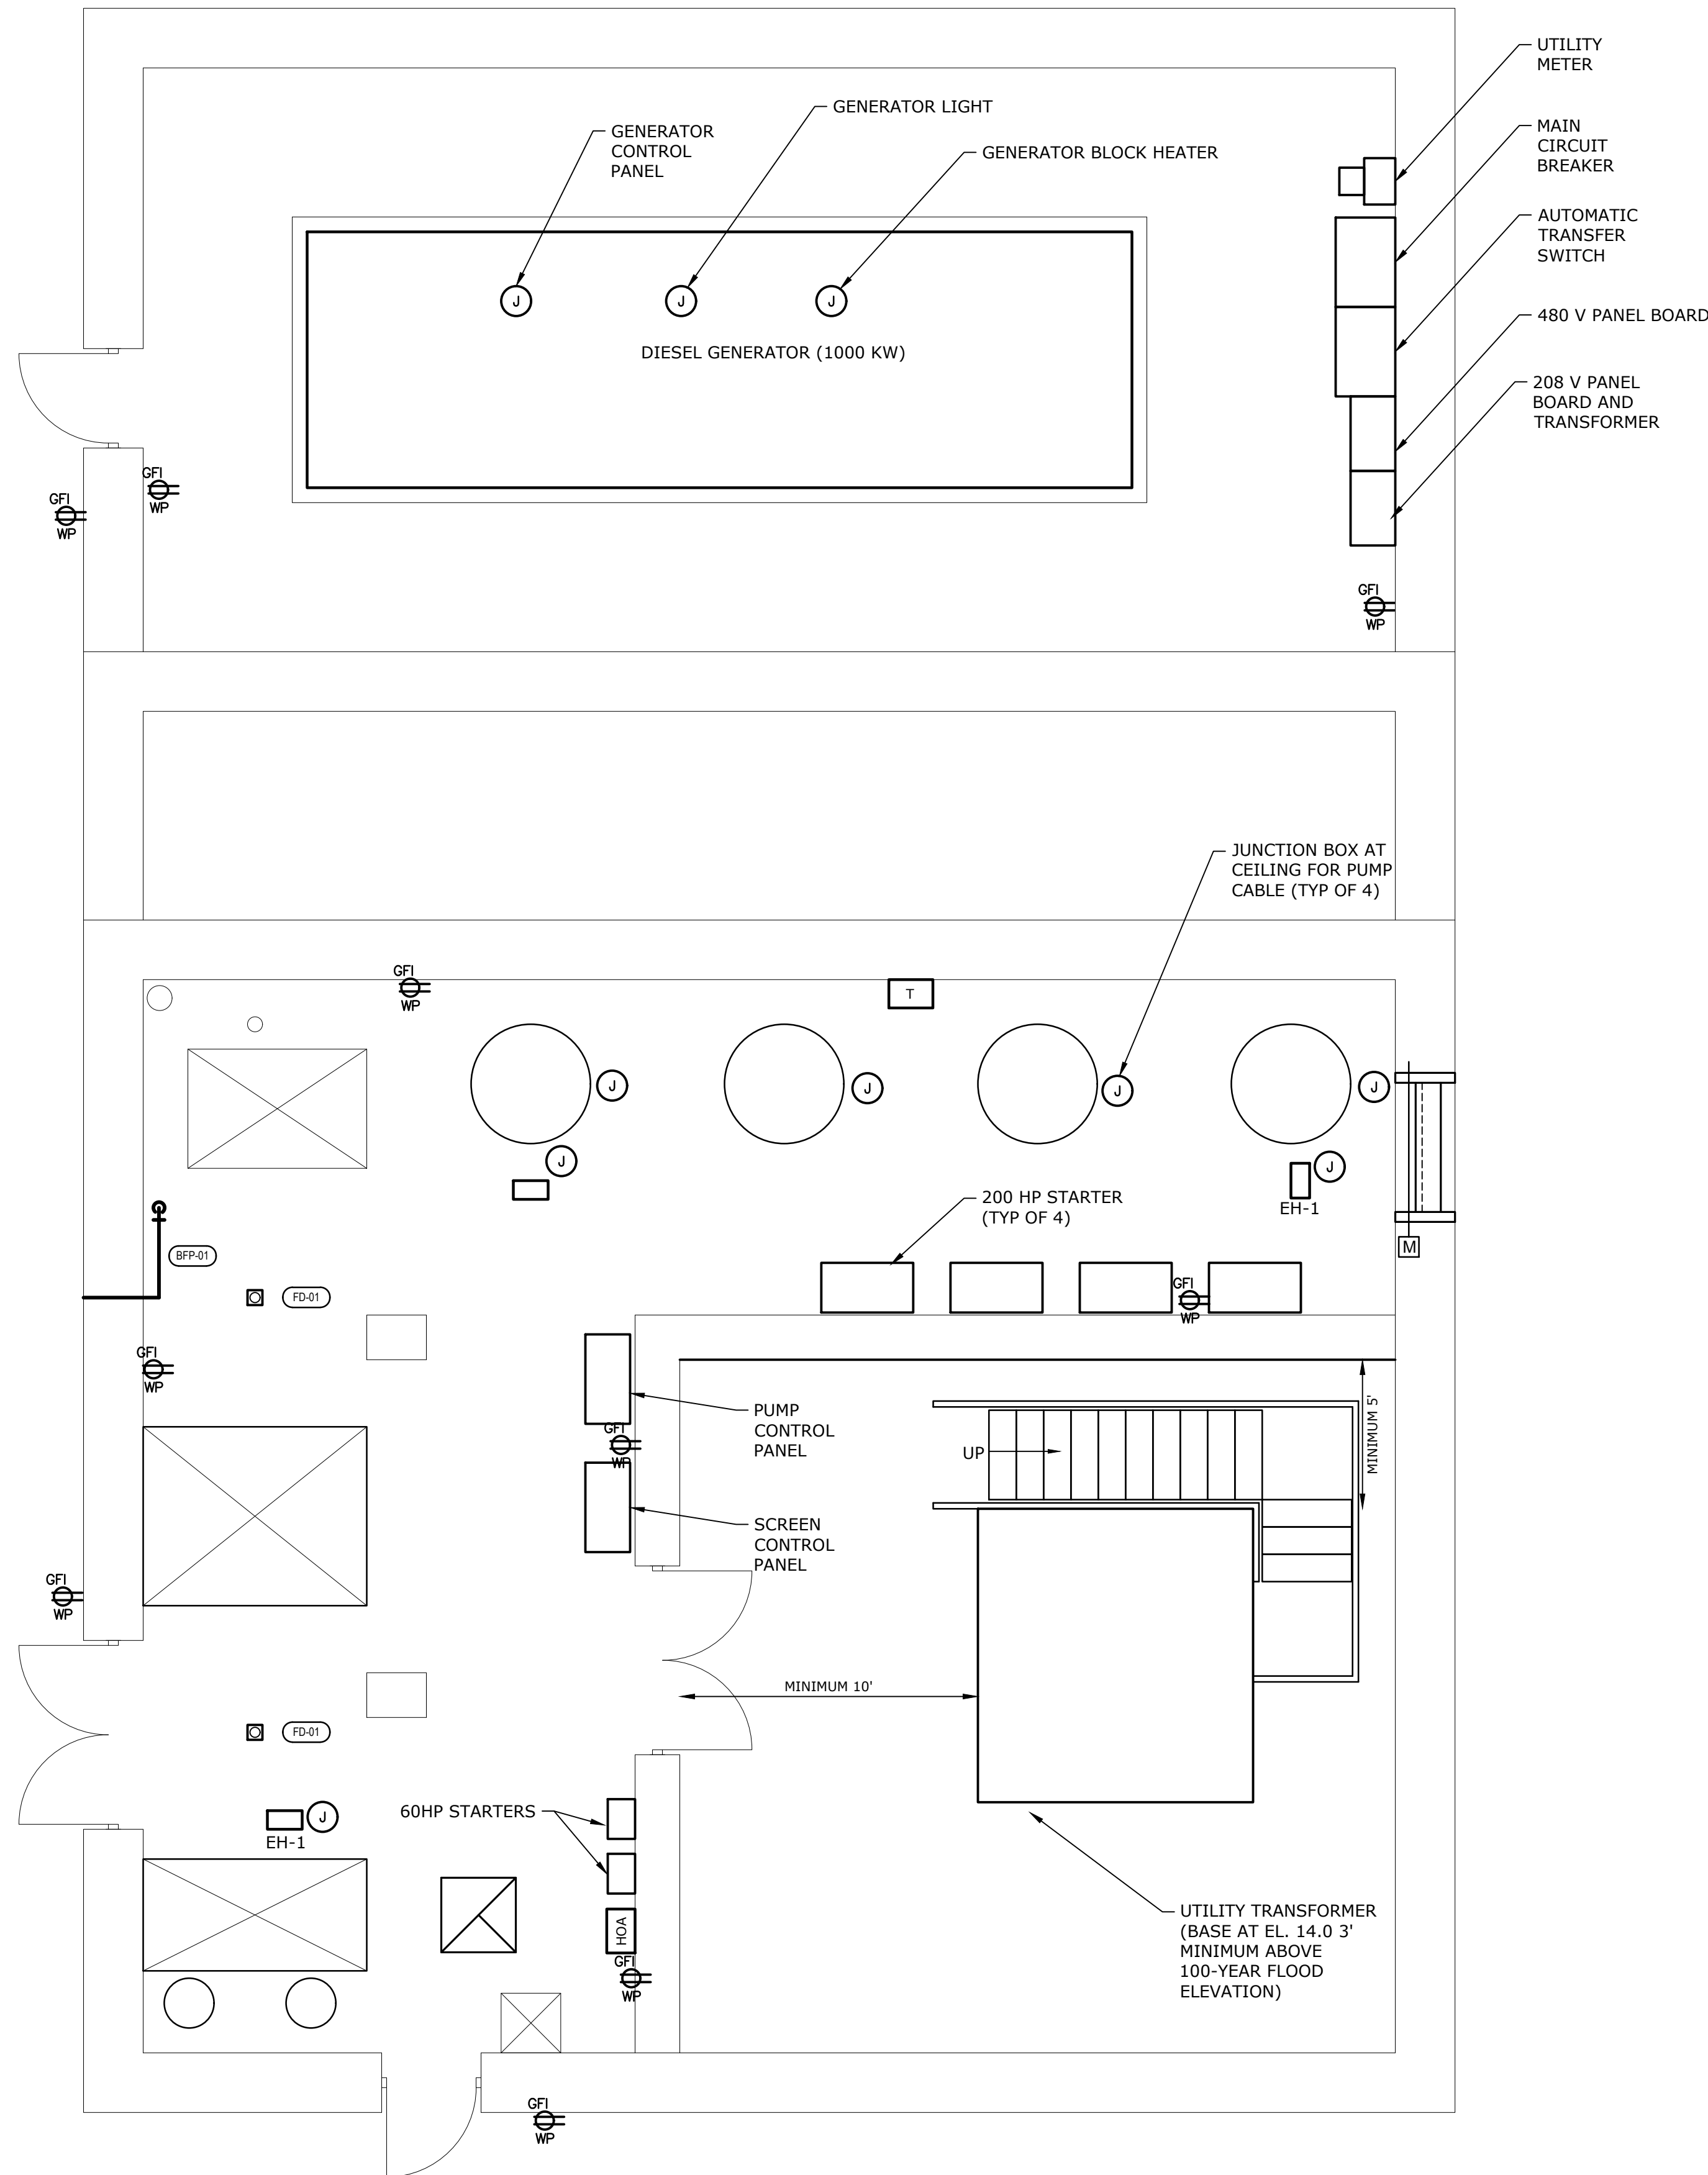 UTILITY
METER
GENERATOR LIGHT
GENERATOR
CONTROL
PANEL
GENERATOR BLOCK HEATER
MAIN
CIRCUIT
BREAKER
AUTOMATIC
TRANSFER
SWITCH
J
J
J
480 V PANEL BOARD
DIESEL GENERATOR (1000 KW)
208 V PANEL
BOARD AND
TRANSFORMER
GFI
WP
GFI
WP
GFI
WP
JUNCTION BOX AT
CEILING FOR PUMP
CABLE (TYP OF 4)
GFI
WP
T
J
J
J
J
J
J
EH-1
200 HP STARTER
(TYP OF 4)
M
BFP-01
FD-01
GFI
WP
GFI
WP
PUMP
CONTROL
PANEL
GFI
WP
UP
MINIMUM 5'
SCREEN
CONTROL
PANEL
GFI
WP
MINIMUM 10'
FD-01
60HP STARTERS
J
EH-1
HOA
GFI
WP
UTILITY TRANSFORMER
(BASE AT EL. 14.0 3'
MINIMUM ABOVE
100-YEAR FLOOD
ELEVATION)
GFI
WP